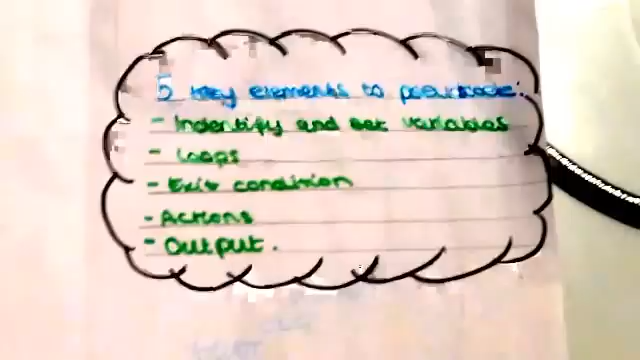 5 key elements to pseudocode:
- Indentify and set variables
- Loops
- Exit condition
- Actions
- Output.